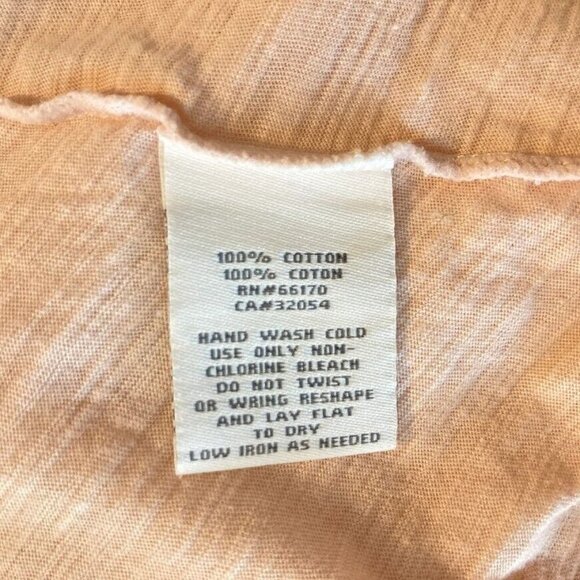 100% COTTON
100% COTON
RN#66170
CA#32054
HAND WASH COLD
USE ONLY NON-
CHLORINE BLEACH
DO NOT TWIST
OR WRING RESHAPE
AND LAY FLAT
TO DRY
LOW IRON AS NEEDED